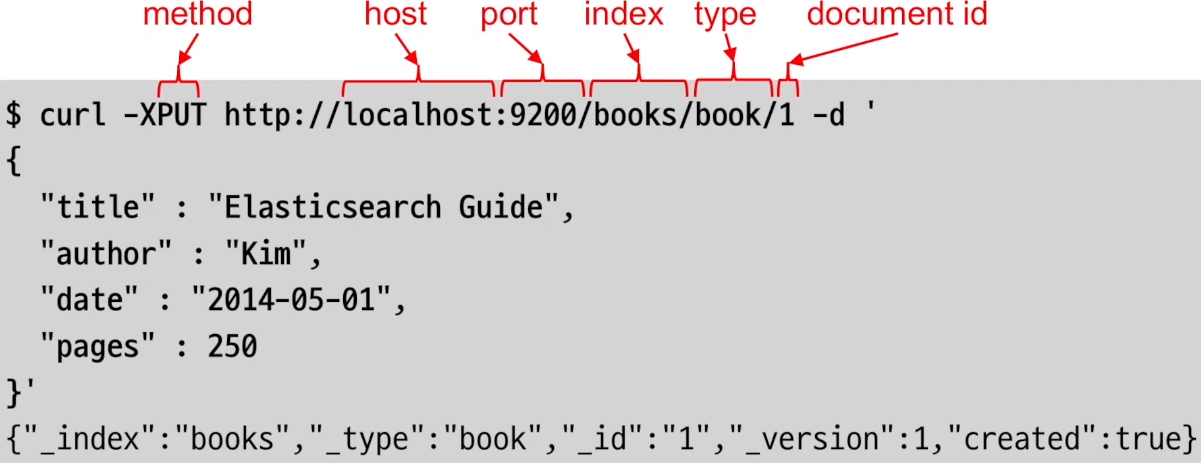 method host port index type document id
$ curl -XPUT http://localhost:9200/books/book/1 -d '
{
  "title" : "Elasticsearch Guide",
  "author" : "Kim",
  "date" : "2014-05-01",
  "pages" : 250
}'
{"_index":"books","_type":"book","_id":"1","_version":1,"created":true}